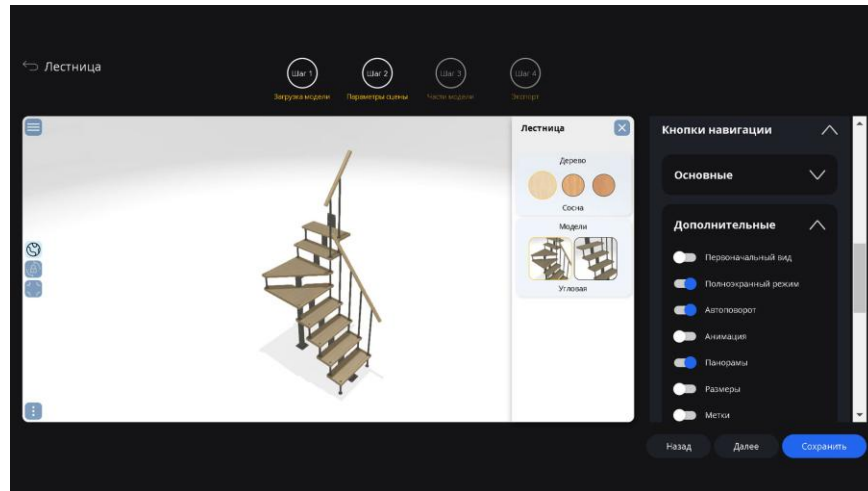 Лестница
Шаг 1
Шаг 2
Шаг 3
Шаг 4
Загрузка модели
Параметры сцены
Части модели
Экспорт
Лестница
Дерево
Сосна
Модели
Угловая
Кнопки навигации
Основные
Дополнительные
Первоначальный вид
Полноэкранный режим
Автоповорот
Анимация
Панорамы
Размеры
Метки
Назад
Далее
Сохранить